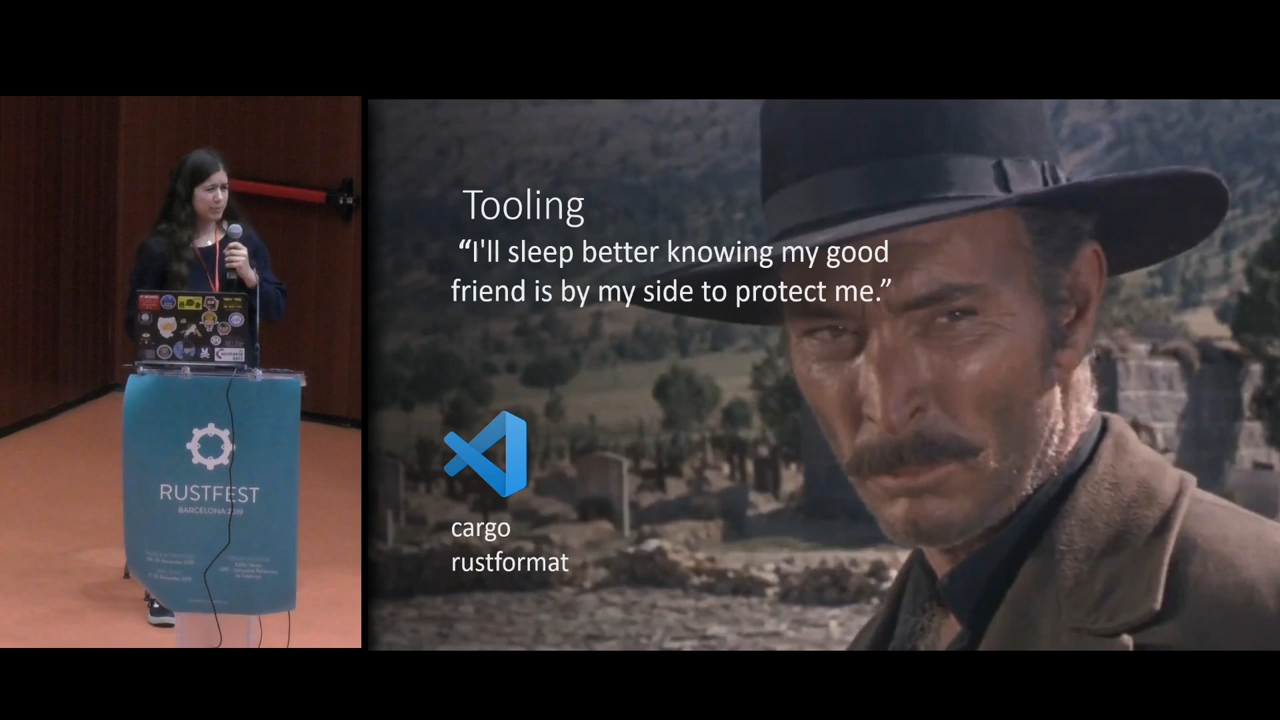 Tooling
“I'll sleep better knowing my good
friend is by my side to protect me.”
cargo
rustformat
RUSTFEST
BARCELONA 2019